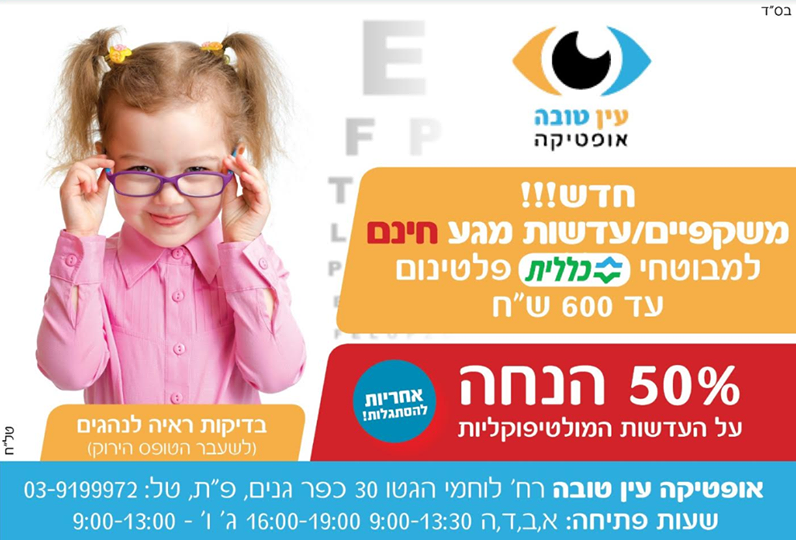 בס"ד
עין טובה
אופטיקה
E
F P
T
L
P
חדש!!!
משקפיים/עדשות מגע חינם
למבוטחי כללית פלטינום
עד 600 ש"ח
50% הנחה
על העדשות המולטיפוקליות
אחריות
להסתגלות!
בדיקות ראיה לנהגים
(לשעבר הטופס הירוק)
טל"ח
אופטיקה עין טובה רח' לוחמי הגטו 30 כפר גנים, פ"ת, טל: 03-9199972
שעות פתיחה: א,ב,ד,ה 9:00-13:30 16:00-19:00 ג' ו' - 9:00-13:00